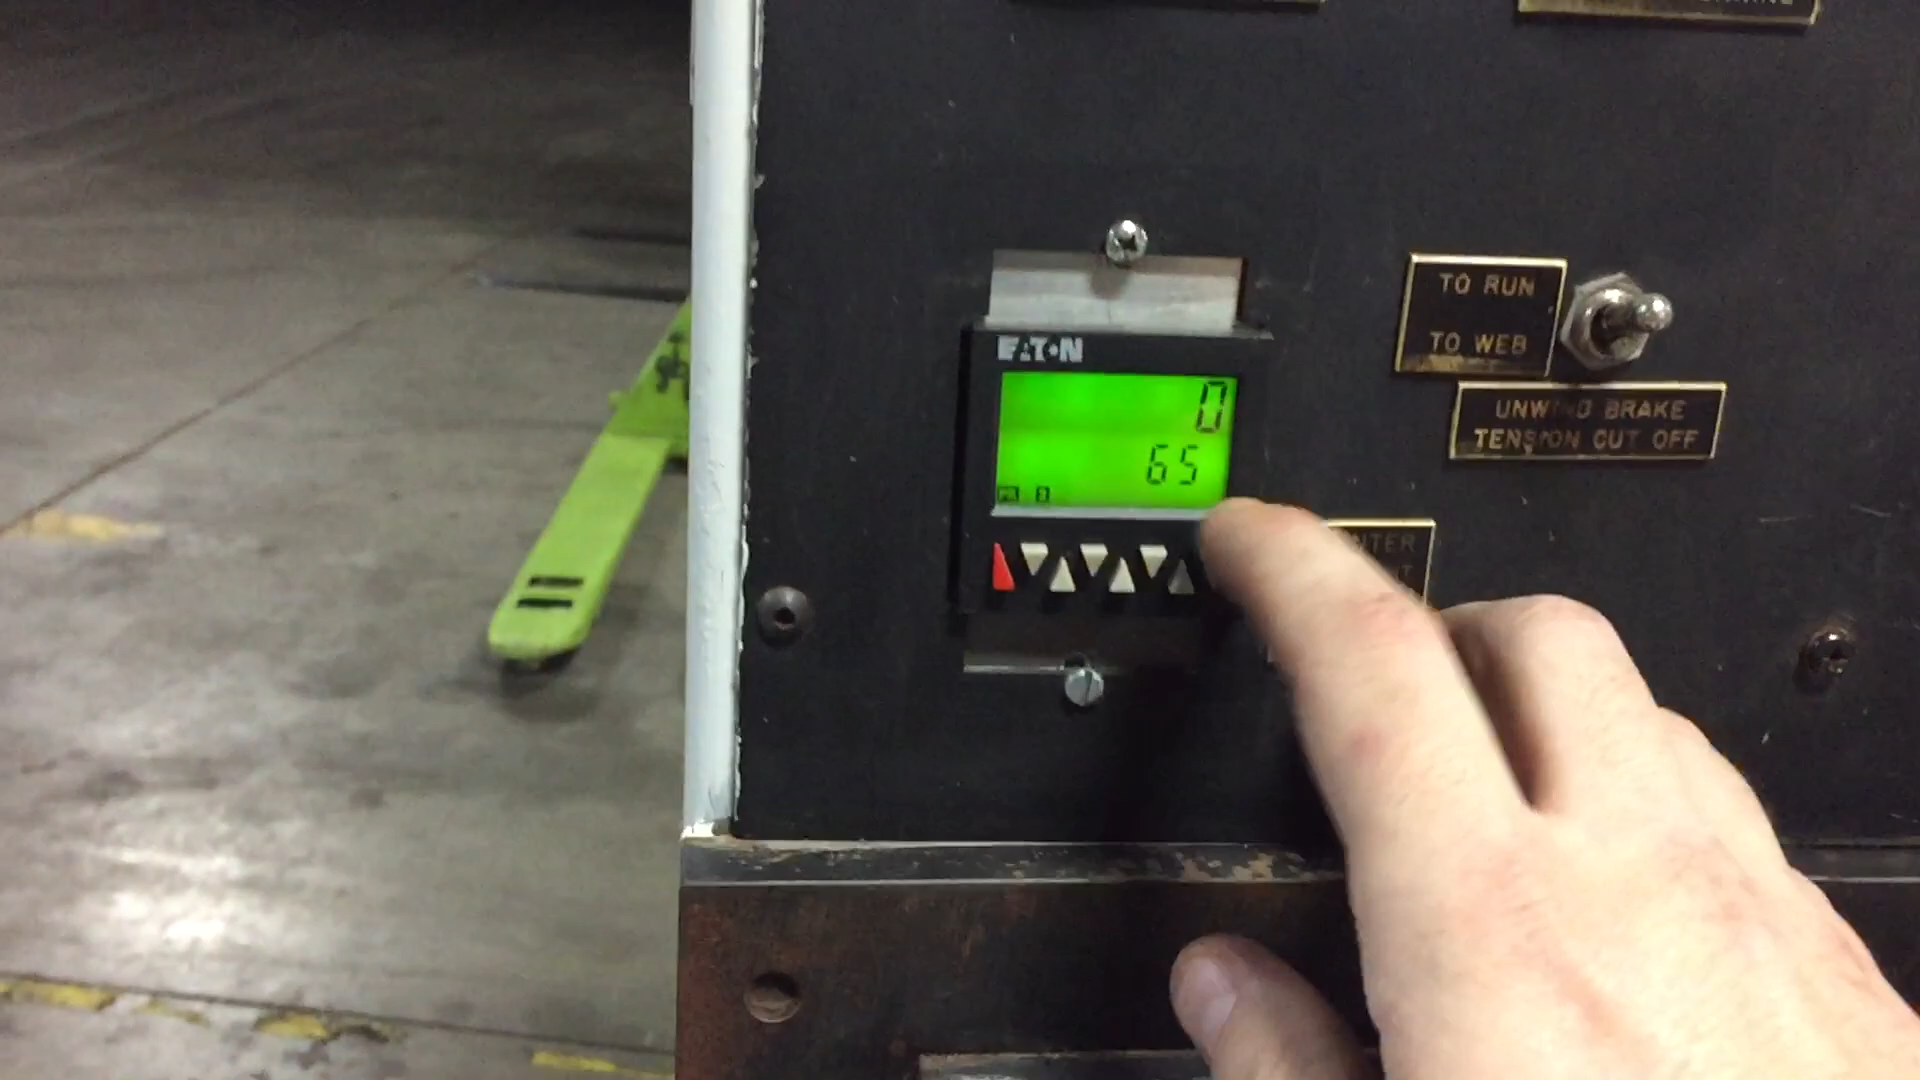 EATON
0
65
TO RUN
TO WEB
UNWIND BRAKE
TENSION CUT OFF